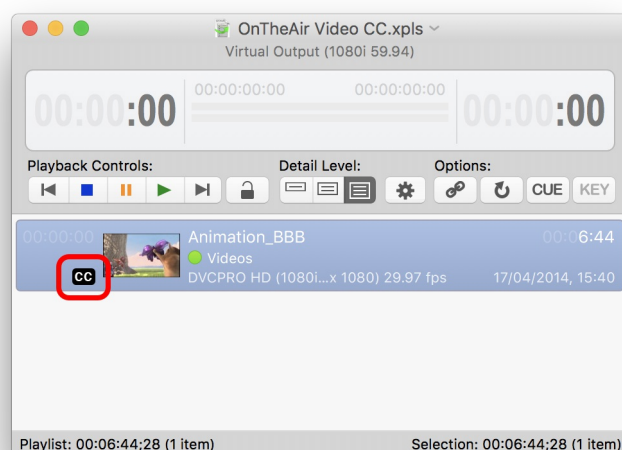 OnTheAir Video CC.xpls
Virtual Output (1080i 59.94)
00:00:00 00:00:00:00 00:00:00:00 00:00:00
Playback Controls: Detail Level: Options:
CUE KEY
00:00:00 Animation_BBB 00:06:44
Videos
CC DVCPRO HD (1080i...x 1080) 29.97 fps 17/04/2014, 15:40
Playlist: 00:06:44;28 (1 item) Selection: 00:06:44;28 (1 item)